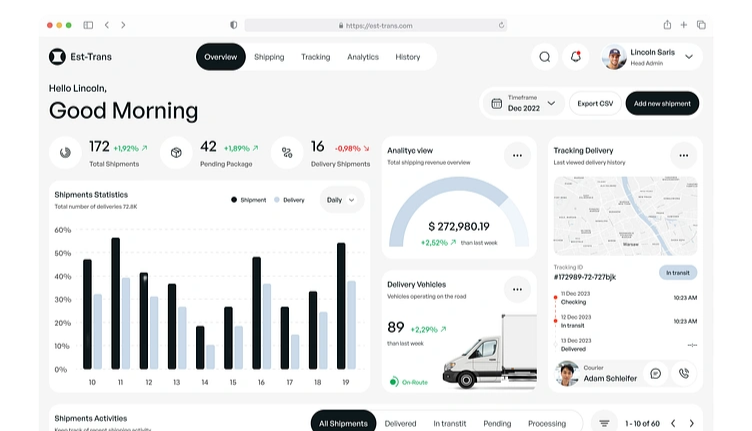 https://est-trans.com
Est-Trans
Overview
Shipping
Tracking
Analytics
History
Lincoln Saris
Head Admin
Hello Lincoln,
Good Morning
Timeframe
Dec 2022
Export CSV
Add new shipment
172 +1,92%
Total Shipments
42 +1,89%
Pending Package
16 -0,98%
Delivery Shipments
Shipments Statistics
Total number of deliveries 72.8K
Shipment
Delivery
Daily
60%
50%
40%
30%
20%
10%
0%
10 11 12 13 14 15 16 17 18 19
Analityc view
Total shipping revenue overview
$ 272,980.19
+2,52% than last week
Delivery Vehicles
Vehicles operating on the road
89 +2,29%
than last week
On-Route
Tracking Delivery
Last viewed delivery history
Warsaw
Tracking ID
#172989-72-727bjk
In transit
11 Dec 2023
Checking
10:23 AM
12 Dec 2023
In transit
10:23 AM
13 Dec 2023
Delivered
--:--
Courier
Adam Schleifer
Shipments Activities
Keep track of recent shipping activity
All Shipments
Delivered
In transtit
Pending
Processing
1 - 10 of 60